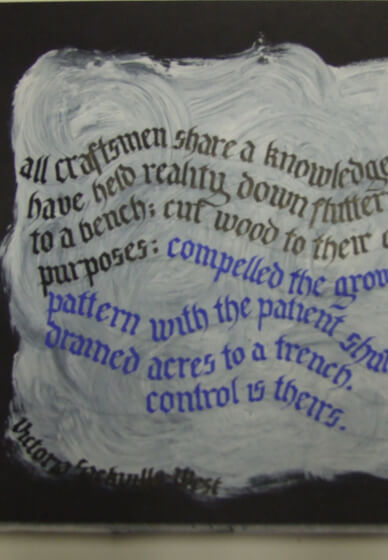 all craftsmen share a knowledge
have held reality down flutter
to a bench; cut wood to their
purposes: compelled the grow
pattern with the patient shut
drained acres to a trench.
control is theirs.
Victoria Sackville-West